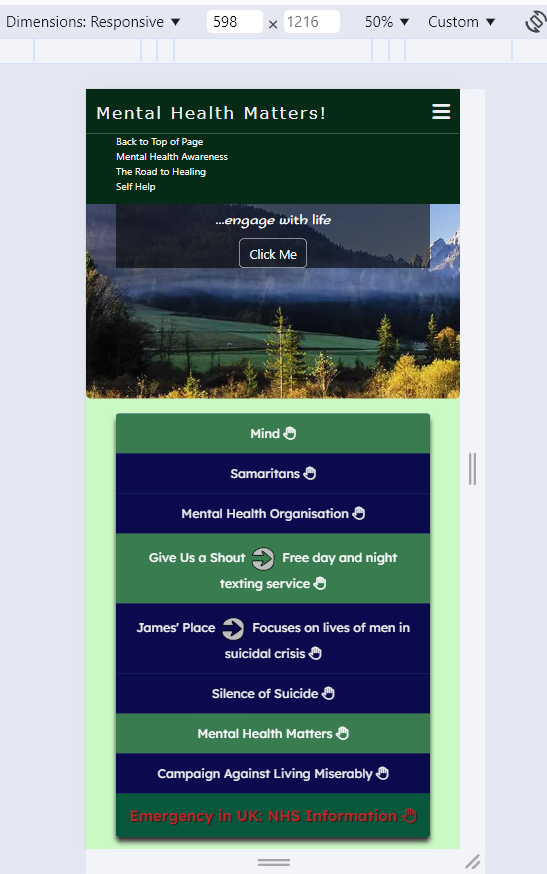 Dimensions: Responsive ▼ 598 × 1216 50% ▼ Custom ▼
Mental Health Matters!
Back to Top of Page
Mental Health Awareness
The Road to Healing
Self Help
...engage with life
Click Me
Mind
Samaritans
Mental Health Organisation
Give Us a Shout Free day and night
texting service
James' Place Focuses on lives of men in
suicidal crisis
Silence of Suicide
Mental Health Matters
Campaign Against Living Miserably
Emergency in UK: NHS Information